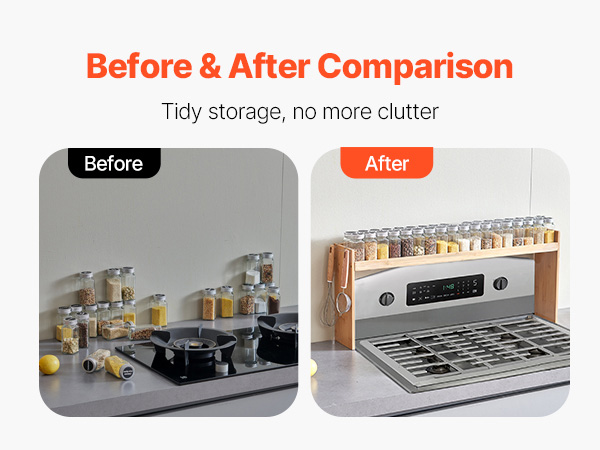 Before & After Comparison
Tidy storage, no more clutter
Before
After